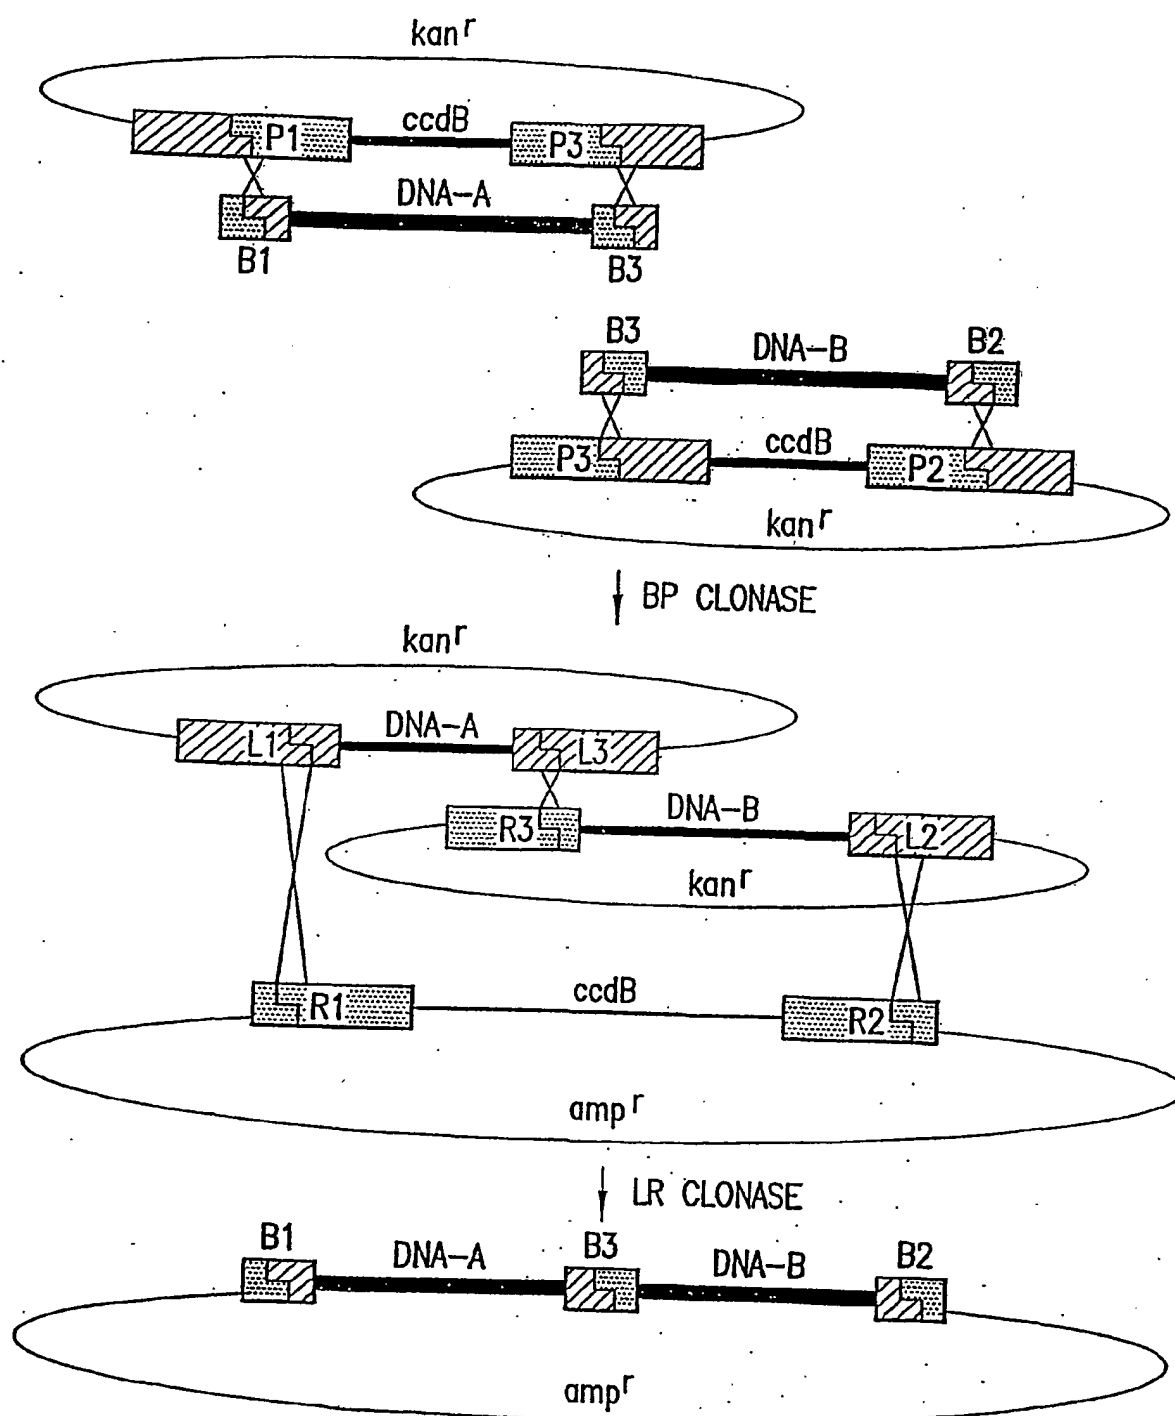 kanr
ccdB
P1
P3
DNA-A
B1
B3
B3
DNA-B
B2
ccdB
P3
P2
kanr
BP CLONASE
kanr
DNA-A
L1
L3
DNA-B
R3
L2
kanr
ccdB
R1
R2
ampr
LR CLONASE
B1
DNA-A
B3
DNA-B
B2
ampr